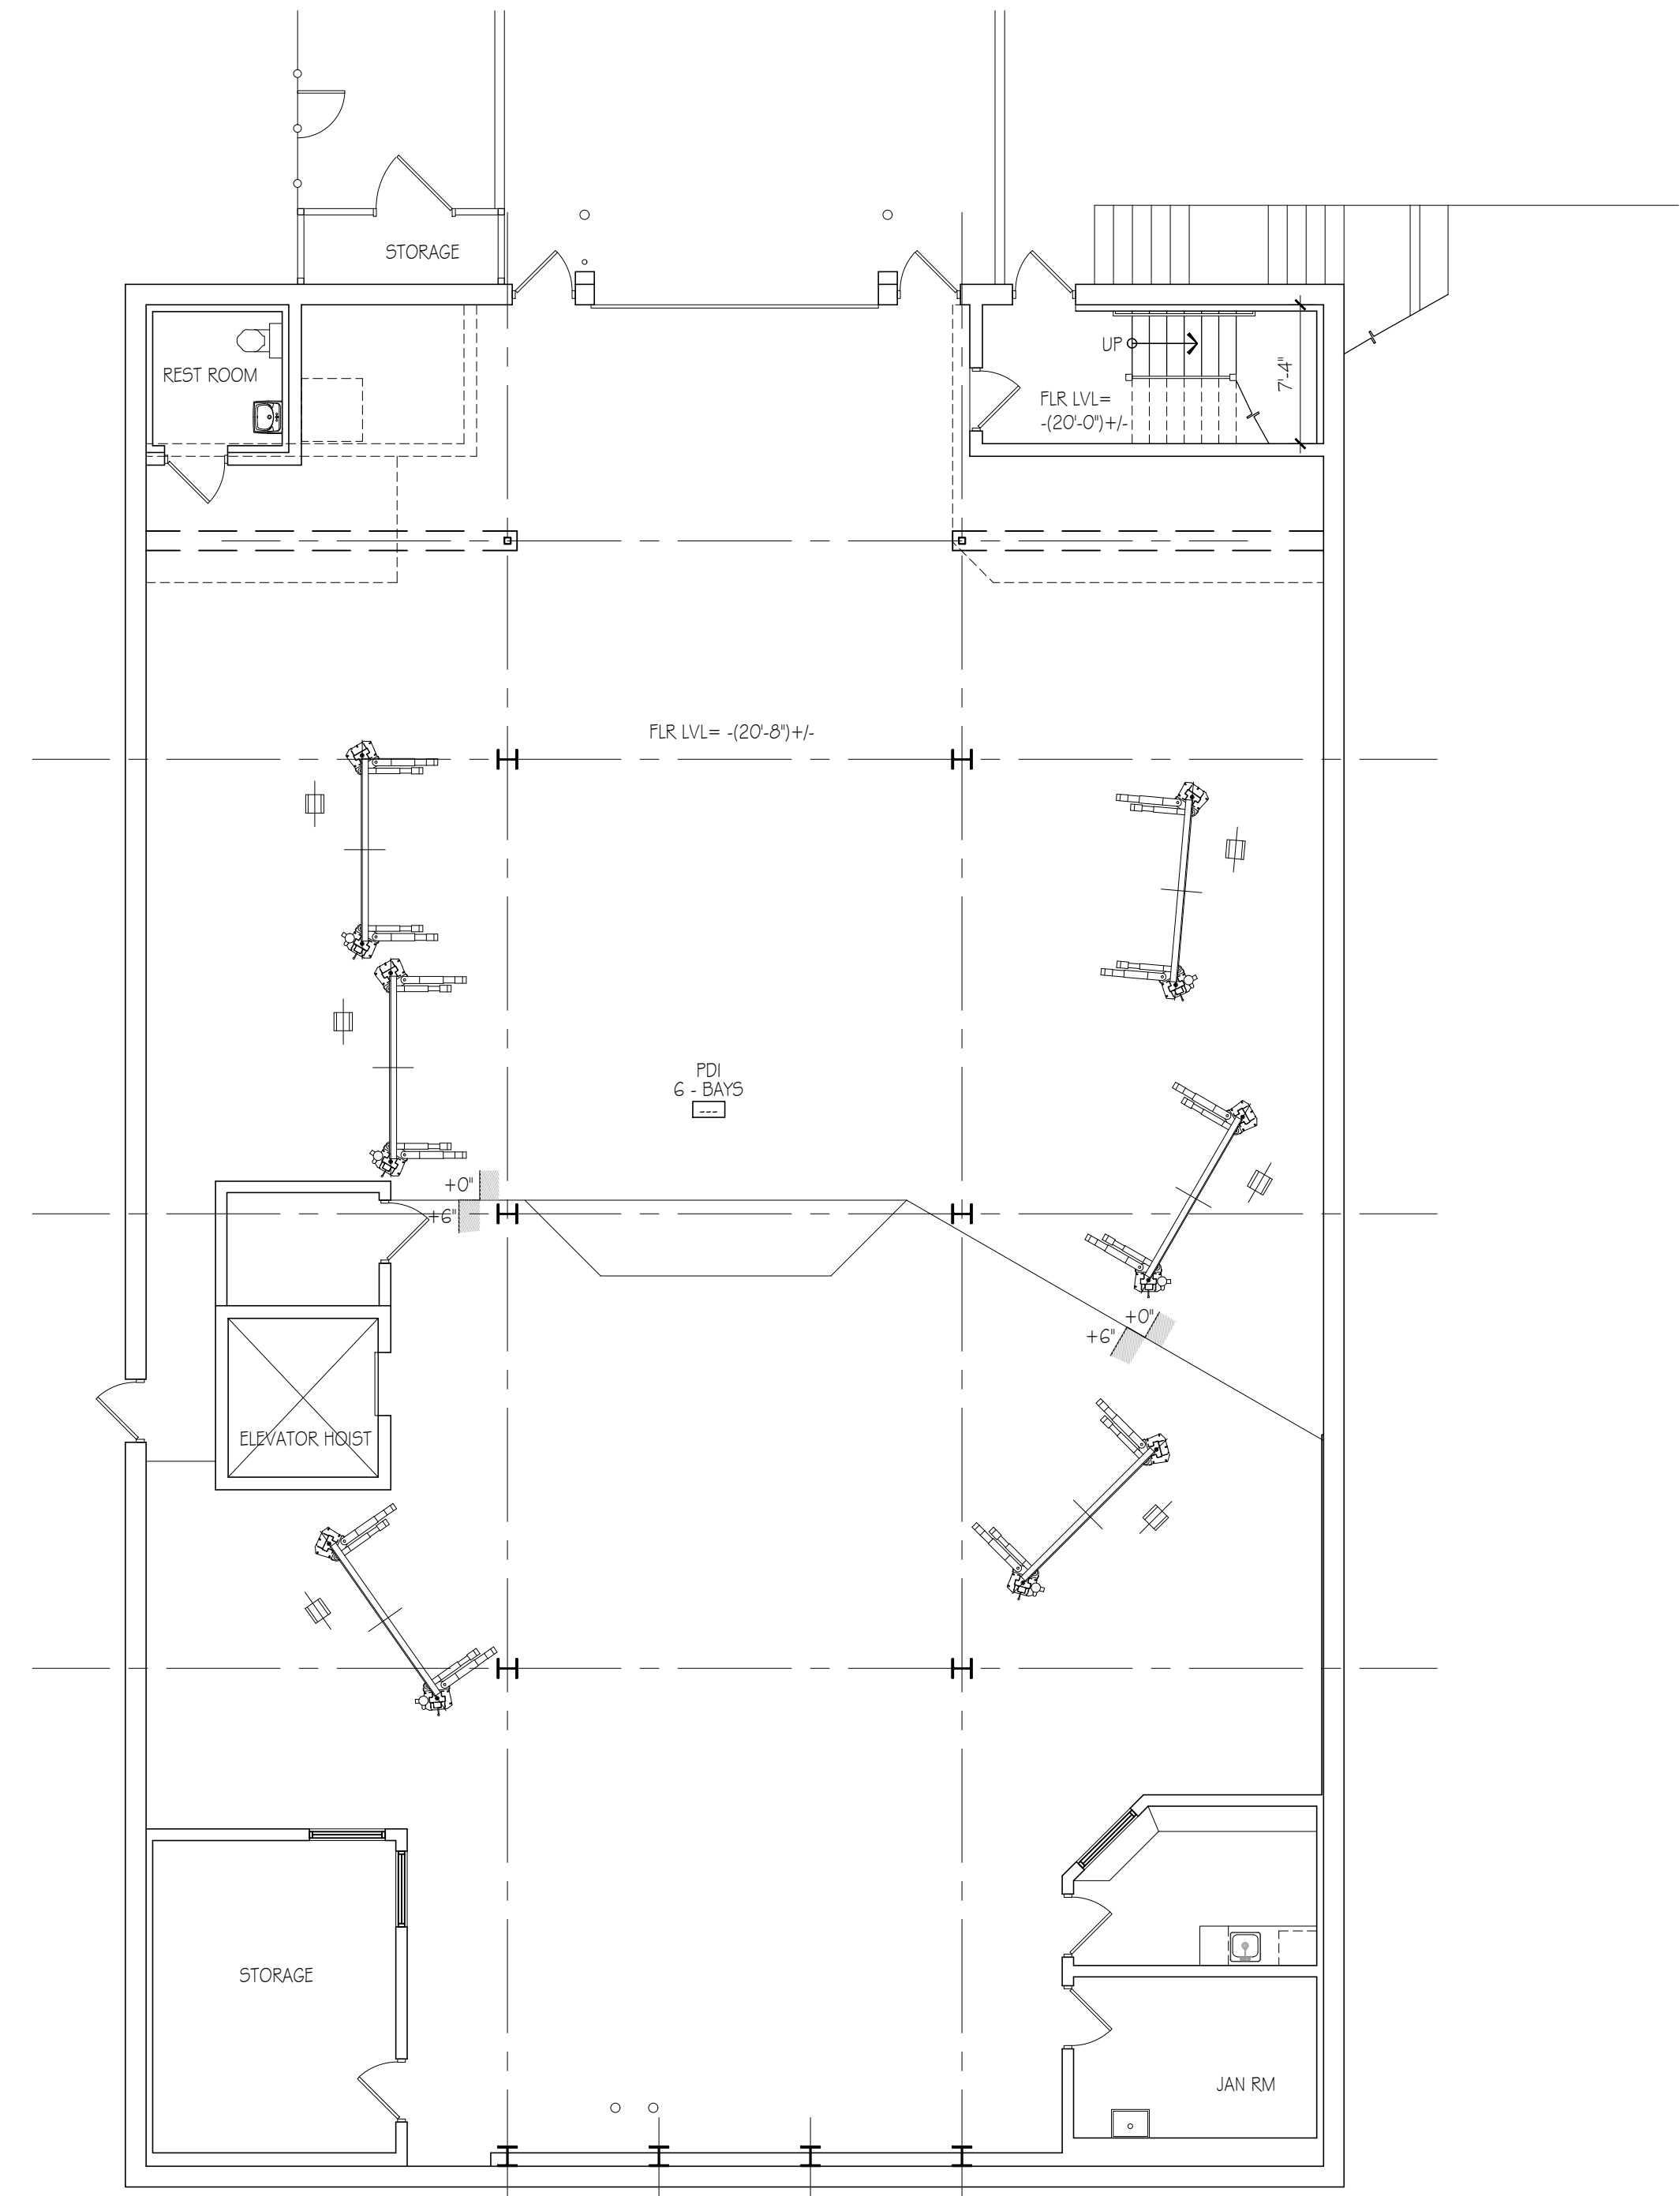 STORAGE
REST ROOM
UP
7'-4"
FLR LVL=
-(20'-0")+/-
FLR LVL= -(20'-8")+/-
PDI
6 - BAYS
---
+0"
+6"
+0"
+6"
ELEVATOR HOIST
STORAGE
JAN RM